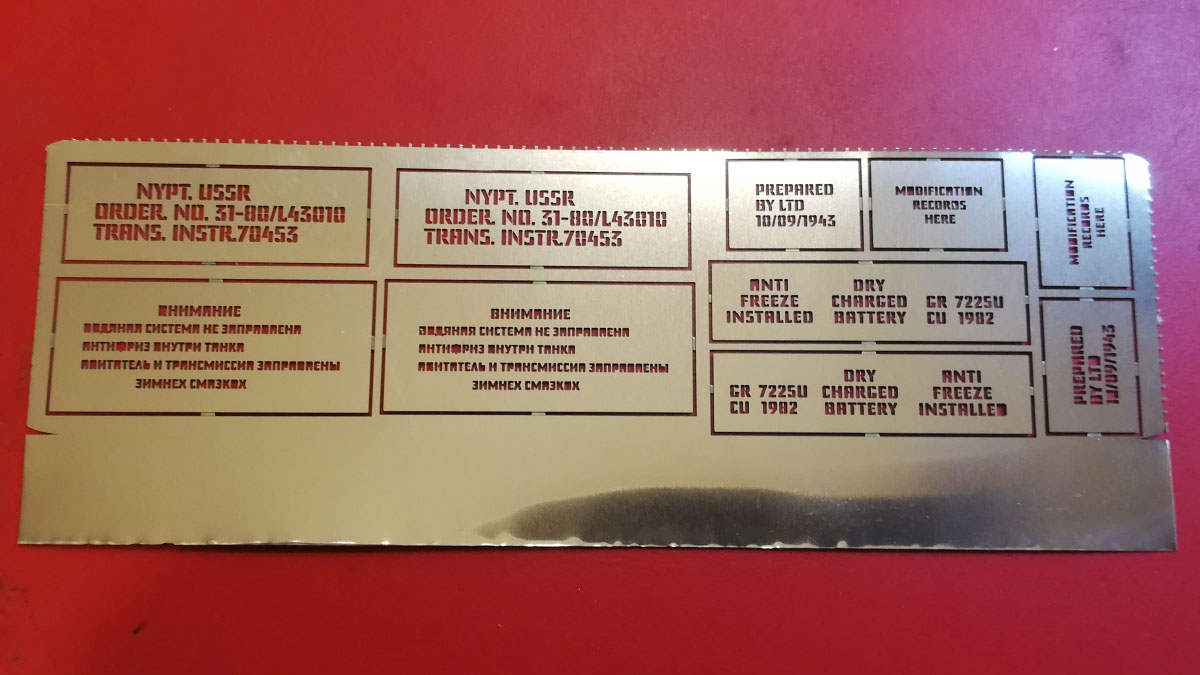 NYPT. USSR
ORDER. NO. 31-80/L43010
TRANS. INSTR.70453
NYPT. USSR
ORDER. NO. 31-80/L43010
TRANS. INSTR.70453
PREPARED
BY LTD
10/09/1943
MODIFICATION
RECORDS
HERE
MODIFICATION
RECORDS
HERE
ВНИМАНИЕ
ВОДЯНАЯ СИСТЕМА НЕ ЗАПРАВЛЕНА
АНТИФРИЗ ВНУТРИ ТАНКА
ДВИТАТЕЛЬ И ТРАНСМИССИЯ ЗАПРАВЛЕНЫ
ЗИМНЕХ СМАЗКОХ
ВНИМАНИЕ
ВОДЯНАЯ СИСТЕМА НЕ ЗАПРАВЛЕНА
АНТИФРИЗ ВНУТРИ ТАНКА
ДВИТАТЕЛЬ И ТРАНСМИССИЯ ЗАПРАВЛЕНЫ
ЗИМНЕХ СМАЗКОХ
ANTI DRY
FREEZE CHARGED GR 7225U
INSTALLED BATTERY CU 1982
DRY ANTI
GR 7225U CHARGED FREEZE
CU 1982 BATTERY INSTALLED
PREPARED
BY LTD
10/09/1943